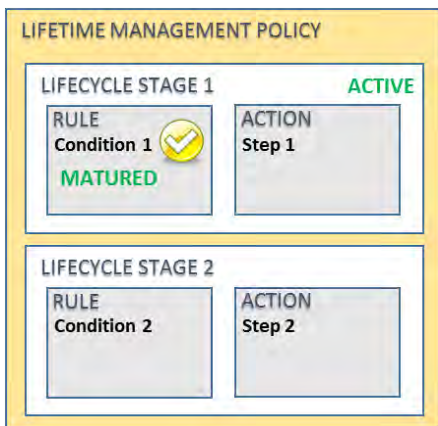 LIFETIME MANAGEMENT POLICY
LIFECYCLE STAGE 1 ACTIVE
RULE
Condition 1
MATURED
ACTION
Step 1
LIFECYCLE STAGE 2
RULE
Condition 2
ACTION
Step 2